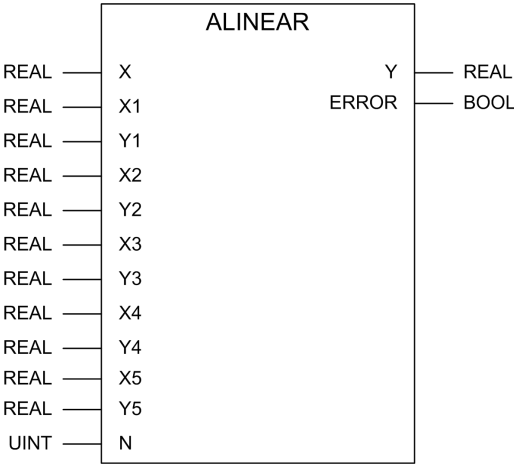 ALINEAR
REAL X Y REAL
REAL X1 ERROR BOOL
REAL Y1
REAL X2
REAL Y2
REAL X3
REAL Y3
REAL X4
REAL Y4
REAL X5
REAL Y5
UINT N